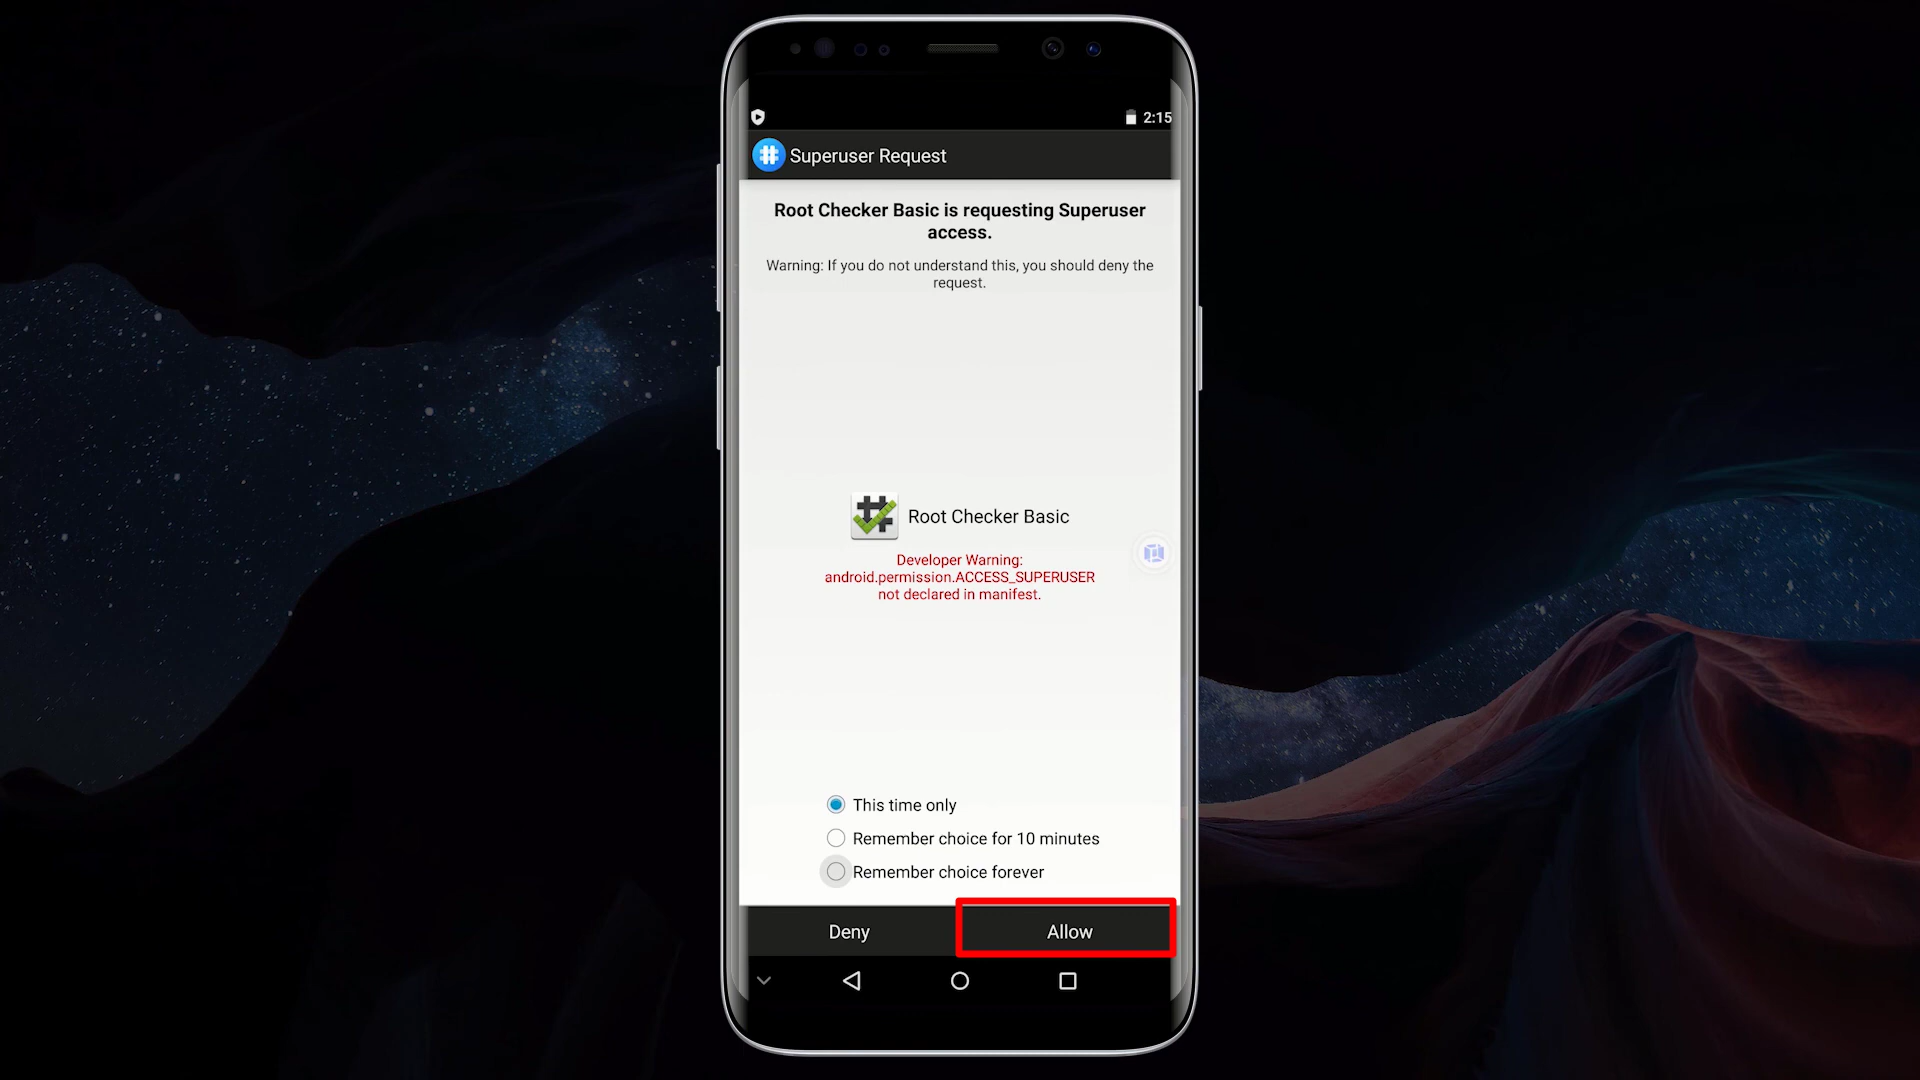 2:15
Superuser Request
Root Checker Basic is requesting Superuser
access.
Warning: If you do not understand this, you should deny the
request.
Root Checker Basic
Developer Warning:
android.permission.ACCESS_SUPERUSER
not declared in manifest.
This time only
Remember choice for 10 minutes
Remember choice forever
Deny
Allow